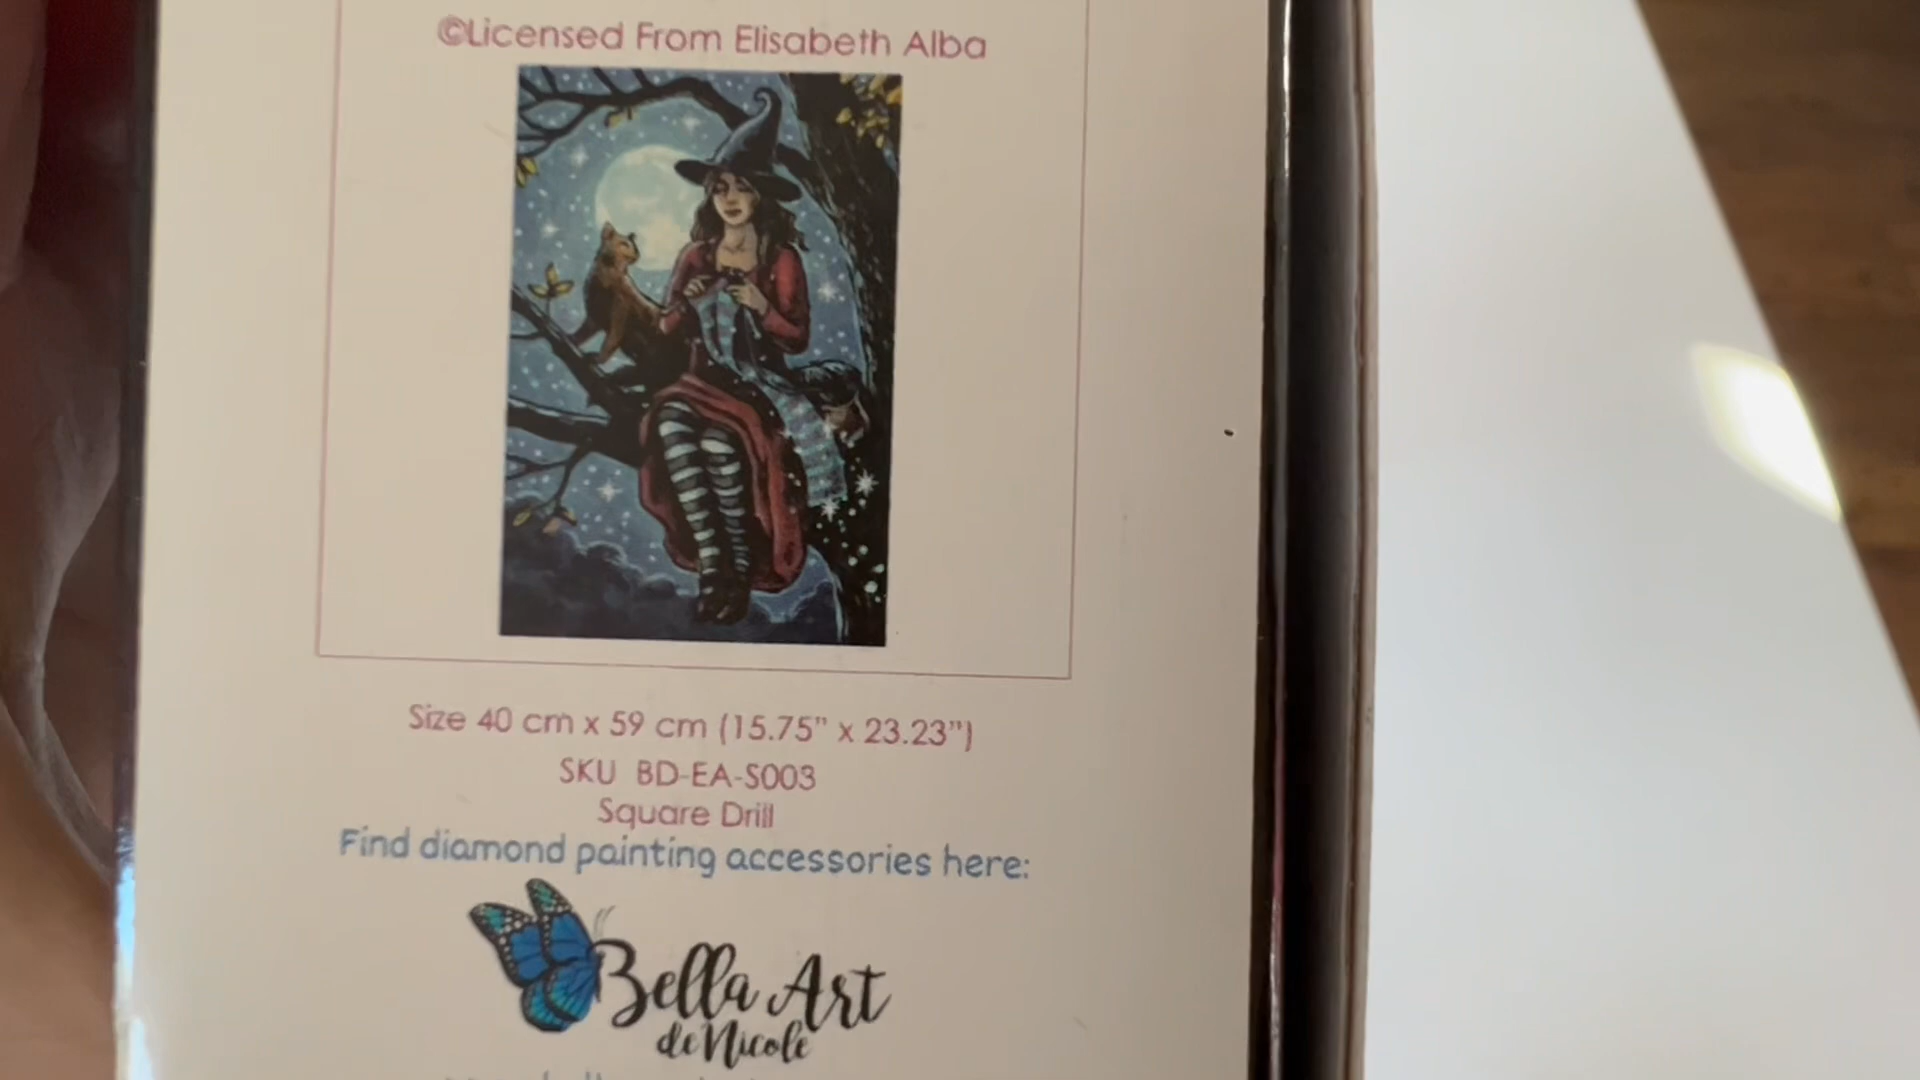 ©Licensed From Elisabeth Alba
Size 40 cm x 59 cm (15.75" x 23.23")
SKU BD-EA-S003
Square Drill
Find diamond painting accessories here:
Bella Art
de Nicole